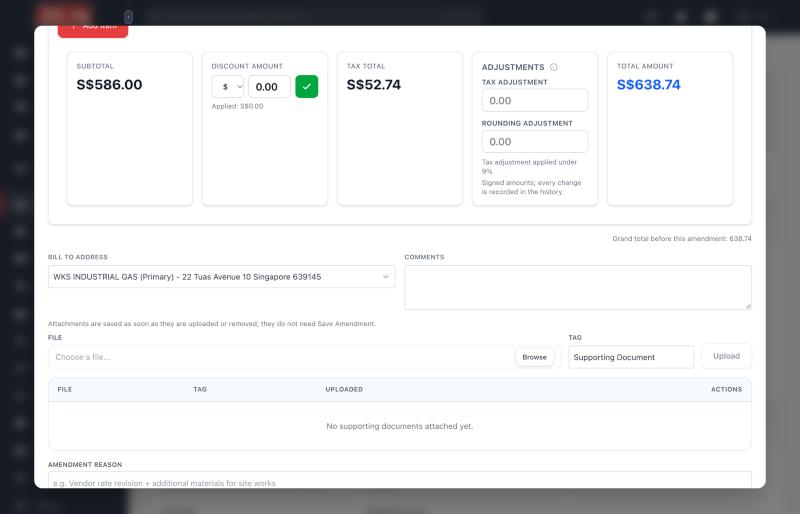 + Add Item
SUBTOTAL
S$586.00
DISCOUNT AMOUNT
$
0.00
Applied: S$0.00
TAX TOTAL
S$52.74
ADJUSTMENTS
TAX ADJUSTMENT
0.00
ROUNDING ADJUSTMENT
0.00
Tax adjustment applied under
9%
Signed amounts; every change
is recorded in the history
TOTAL AMOUNT
S$638.74
Grand total before this amendment: 638.74
BILL TO ADDRESS
WKS INDUSTRIAL GAS (Primary) - 22 Tuas Avenue 10 Singapore 639145
COMMENTS
Attachments are saved as soon as they are uploaded or removed; they do not need Save Amendment.
FILE
Choose a file...
Browse
TAG
Supporting Document
Upload
FILE
TAG
UPLOADED
ACTIONS
No supporting documents attached yet.
AMENDMENT REASON
e.g. Vendor rate revision + additional materials for site works